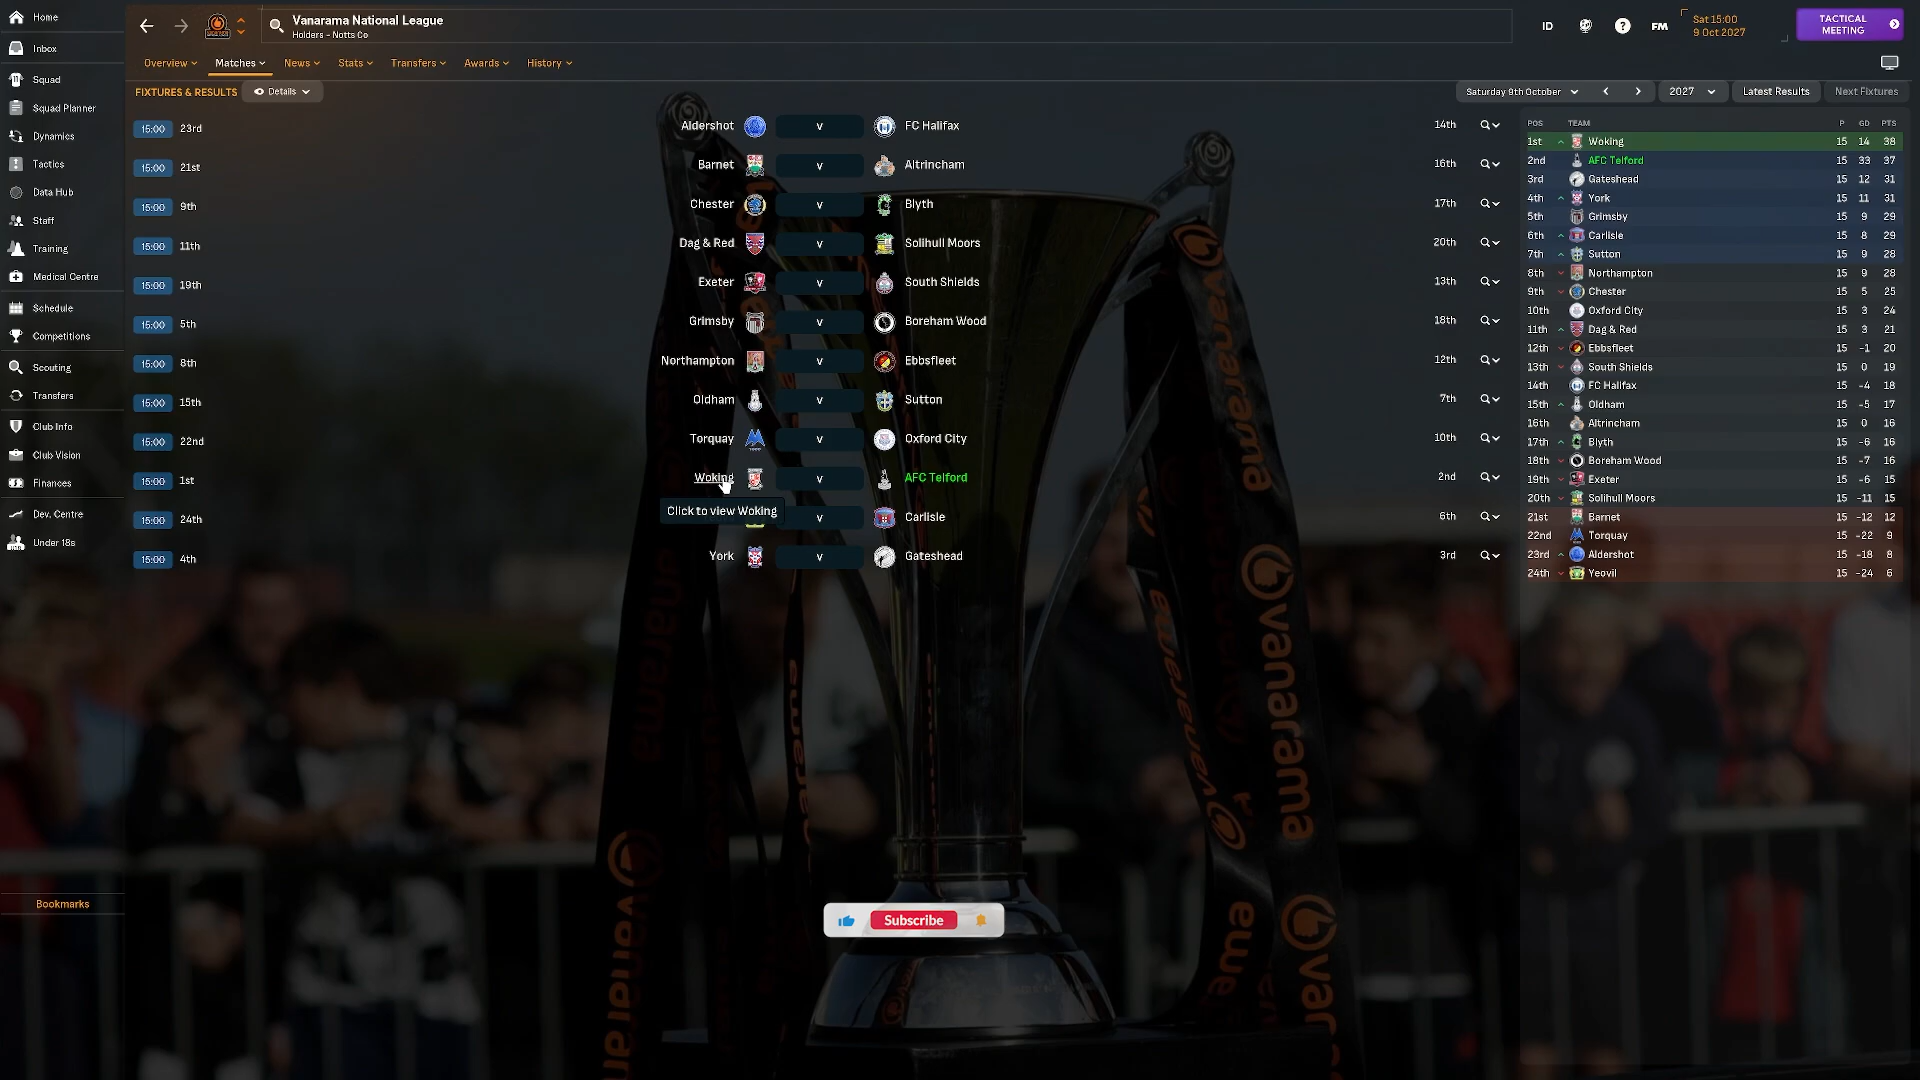 Home
Inbox
Squad
Squad Planner
Dynamics
Tactics
Data Hub
Staff
Training
Medical Centre
Schedule
Competitions
Scouting
Transfers
Club Info
Club Vision
Finances
Dev. Centre
Under 18s
Bookmarks
Vanarama National League
Holders - Notts Co
ID
?
FM
Sat 15:00
9 Oct 2027
TACTICAL MEETING
Overview Matches News Stats Transfers Awards History
FIXTURES & RESULTS Details
Saturday 9th October 2027 Latest Results Next Fixtures
15:00 23rd Aldershot v FC Halifax 14th
15:00 21st Barnet v Altrincham 16th
15:00 9th Chester v Blyth 17th
15:00 11th Dag & Red v Solihull Moors 20th
15:00 19th Exeter v South Shields 13th
15:00 5th Grimsby v Boreham Wood 18th
15:00 8th Northampton v Ebbsfleet 12th
15:00 15th Oldham v Sutton 7th
15:00 22nd Torquay v Oxford City 10th
15:00 1st Woking v AFC Telford 2nd
Click to view Woking
15:00 24th v Carlisle 6th
15:00 4th York v Gateshead 3rd
POS TEAM P GD PTS
1st Woking 15 14 38
2nd AFC Telford 15 33 37
3rd Gateshead 15 12 31
4th York 15 11 31
5th Grimsby 15 9 29
6th Carlisle 15 8 29
7th Sutton 15 9 28
8th Northampton 15 9 28
9th Chester 15 5 25
10th Oxford City 15 3 24
11th Dag & Red 15 3 21
12th Ebbsfleet 15 -1 20
13th South Shields 15 0 19
14th FC Halifax 15 -4 18
15th Oldham 15 -5 17
16th Altrincham 15 0 16
17th Blyth 15 -6 16
18th Boreham Wood 15 -7 16
19th Exeter 15 -6 15
20th Solihull Moors 15 -11 15
21st Barnet 15 -12 12
22nd Torquay 15 -22 9
23rd Aldershot 15 -18 8
24th Yeovil 15 -24 6
Subscribe
vanarama
vanarama